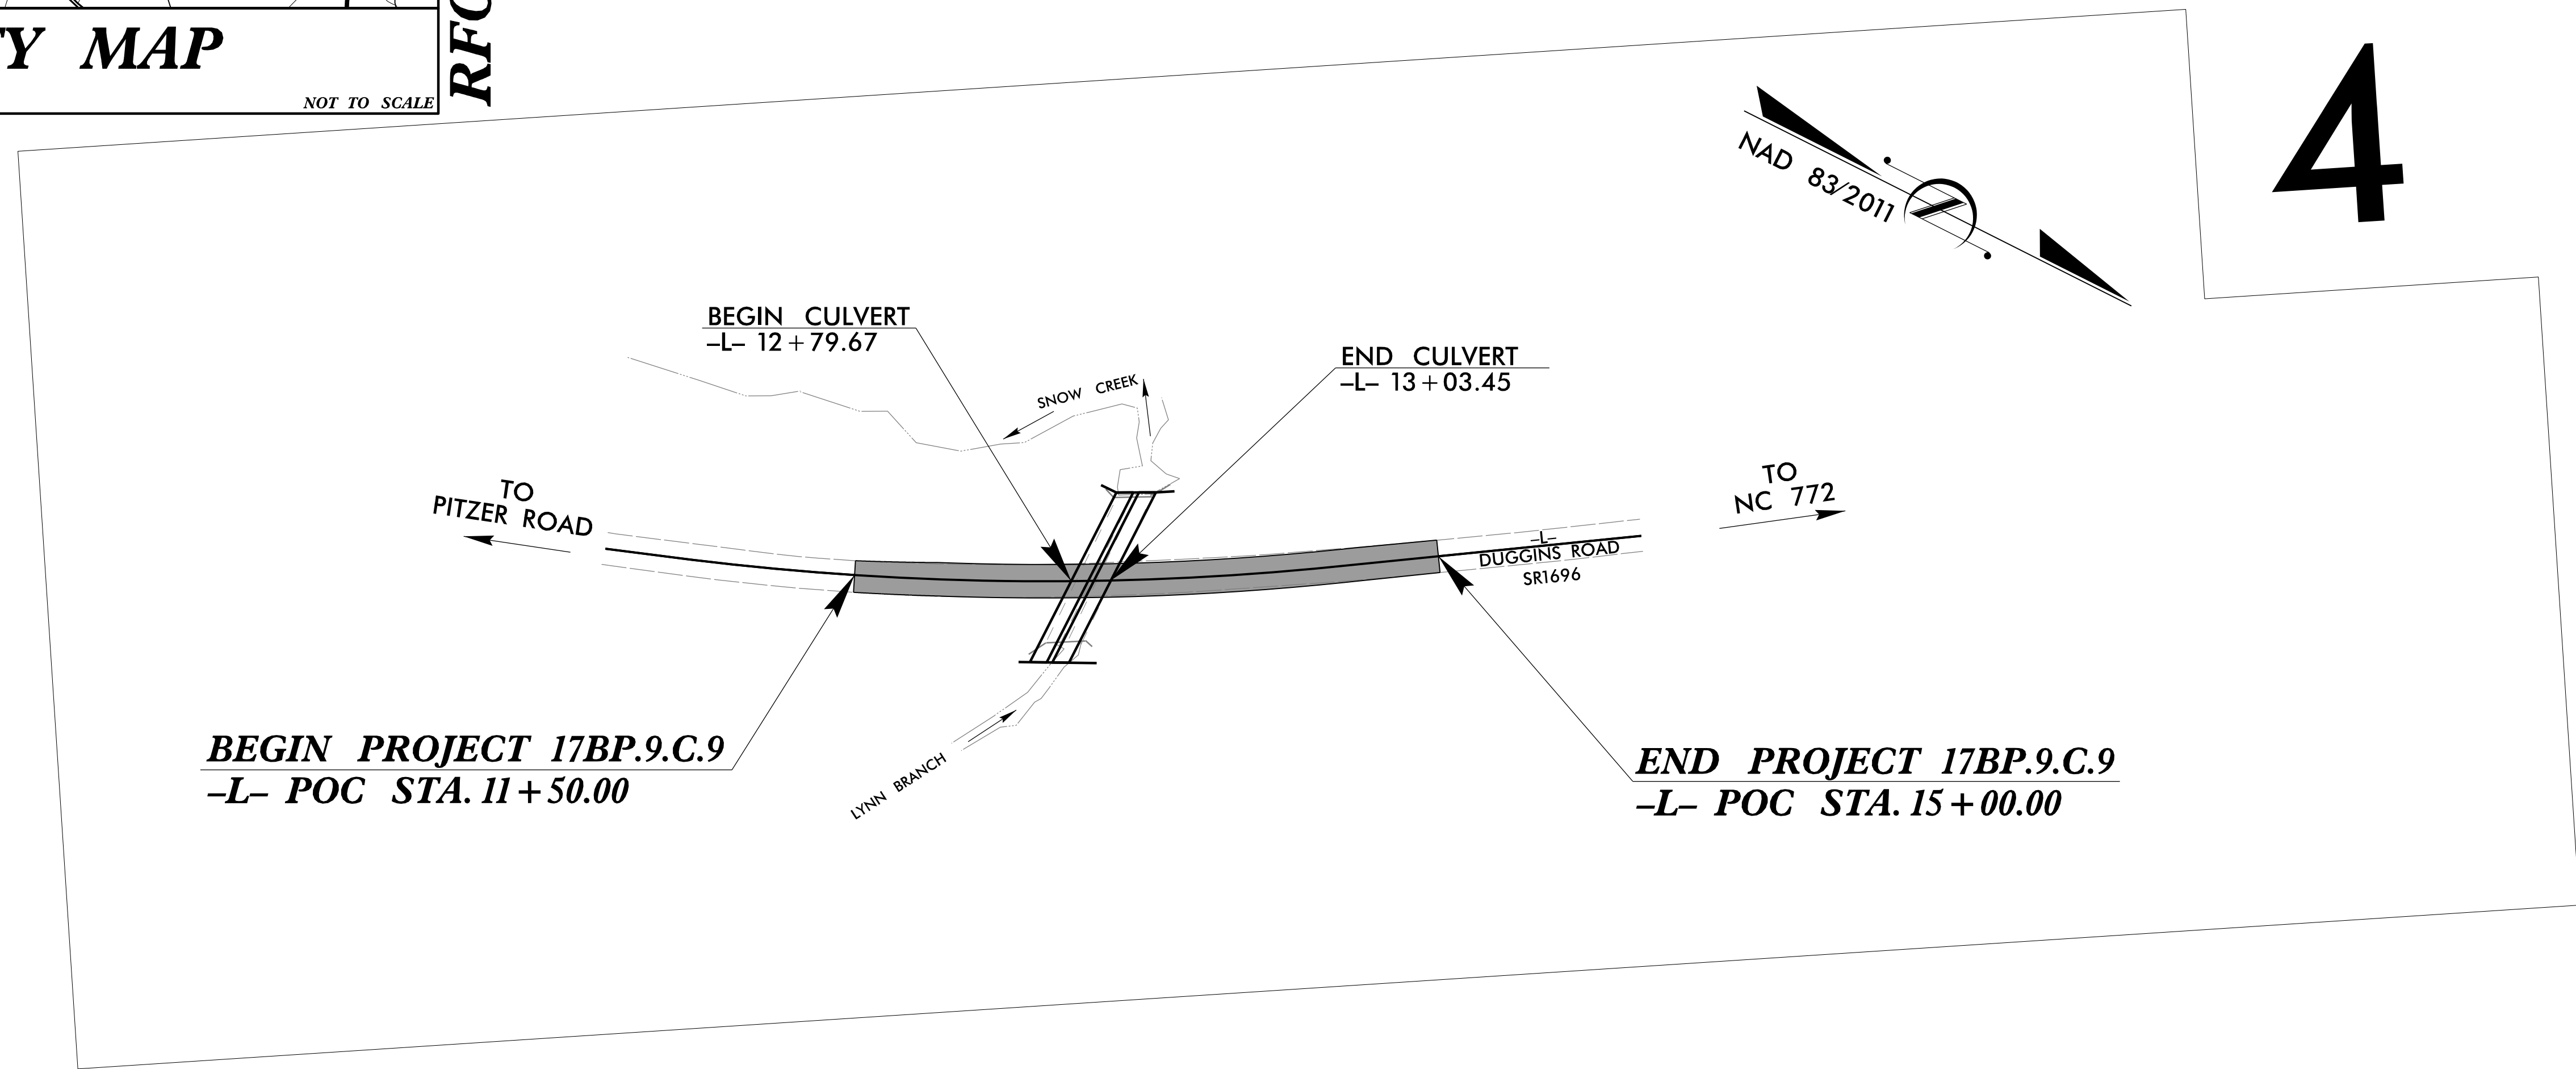 MAP
NOT TO SCALE
4
NAD 83/2011
BEGIN CULVERT
–L– 12+79.67
END CULVERT
–L– 13+03.45
SNOW CREEK
TO
PITZER ROAD
TO
NC 772
–L–
DUGGINS ROAD
SR1696
BEGIN PROJECT 17BP.9.C.9
–L– POC STA. 11+50.00
END PROJECT 17BP.9.C.9
–L– POC STA. 15+00.00
LYNN BRANCH